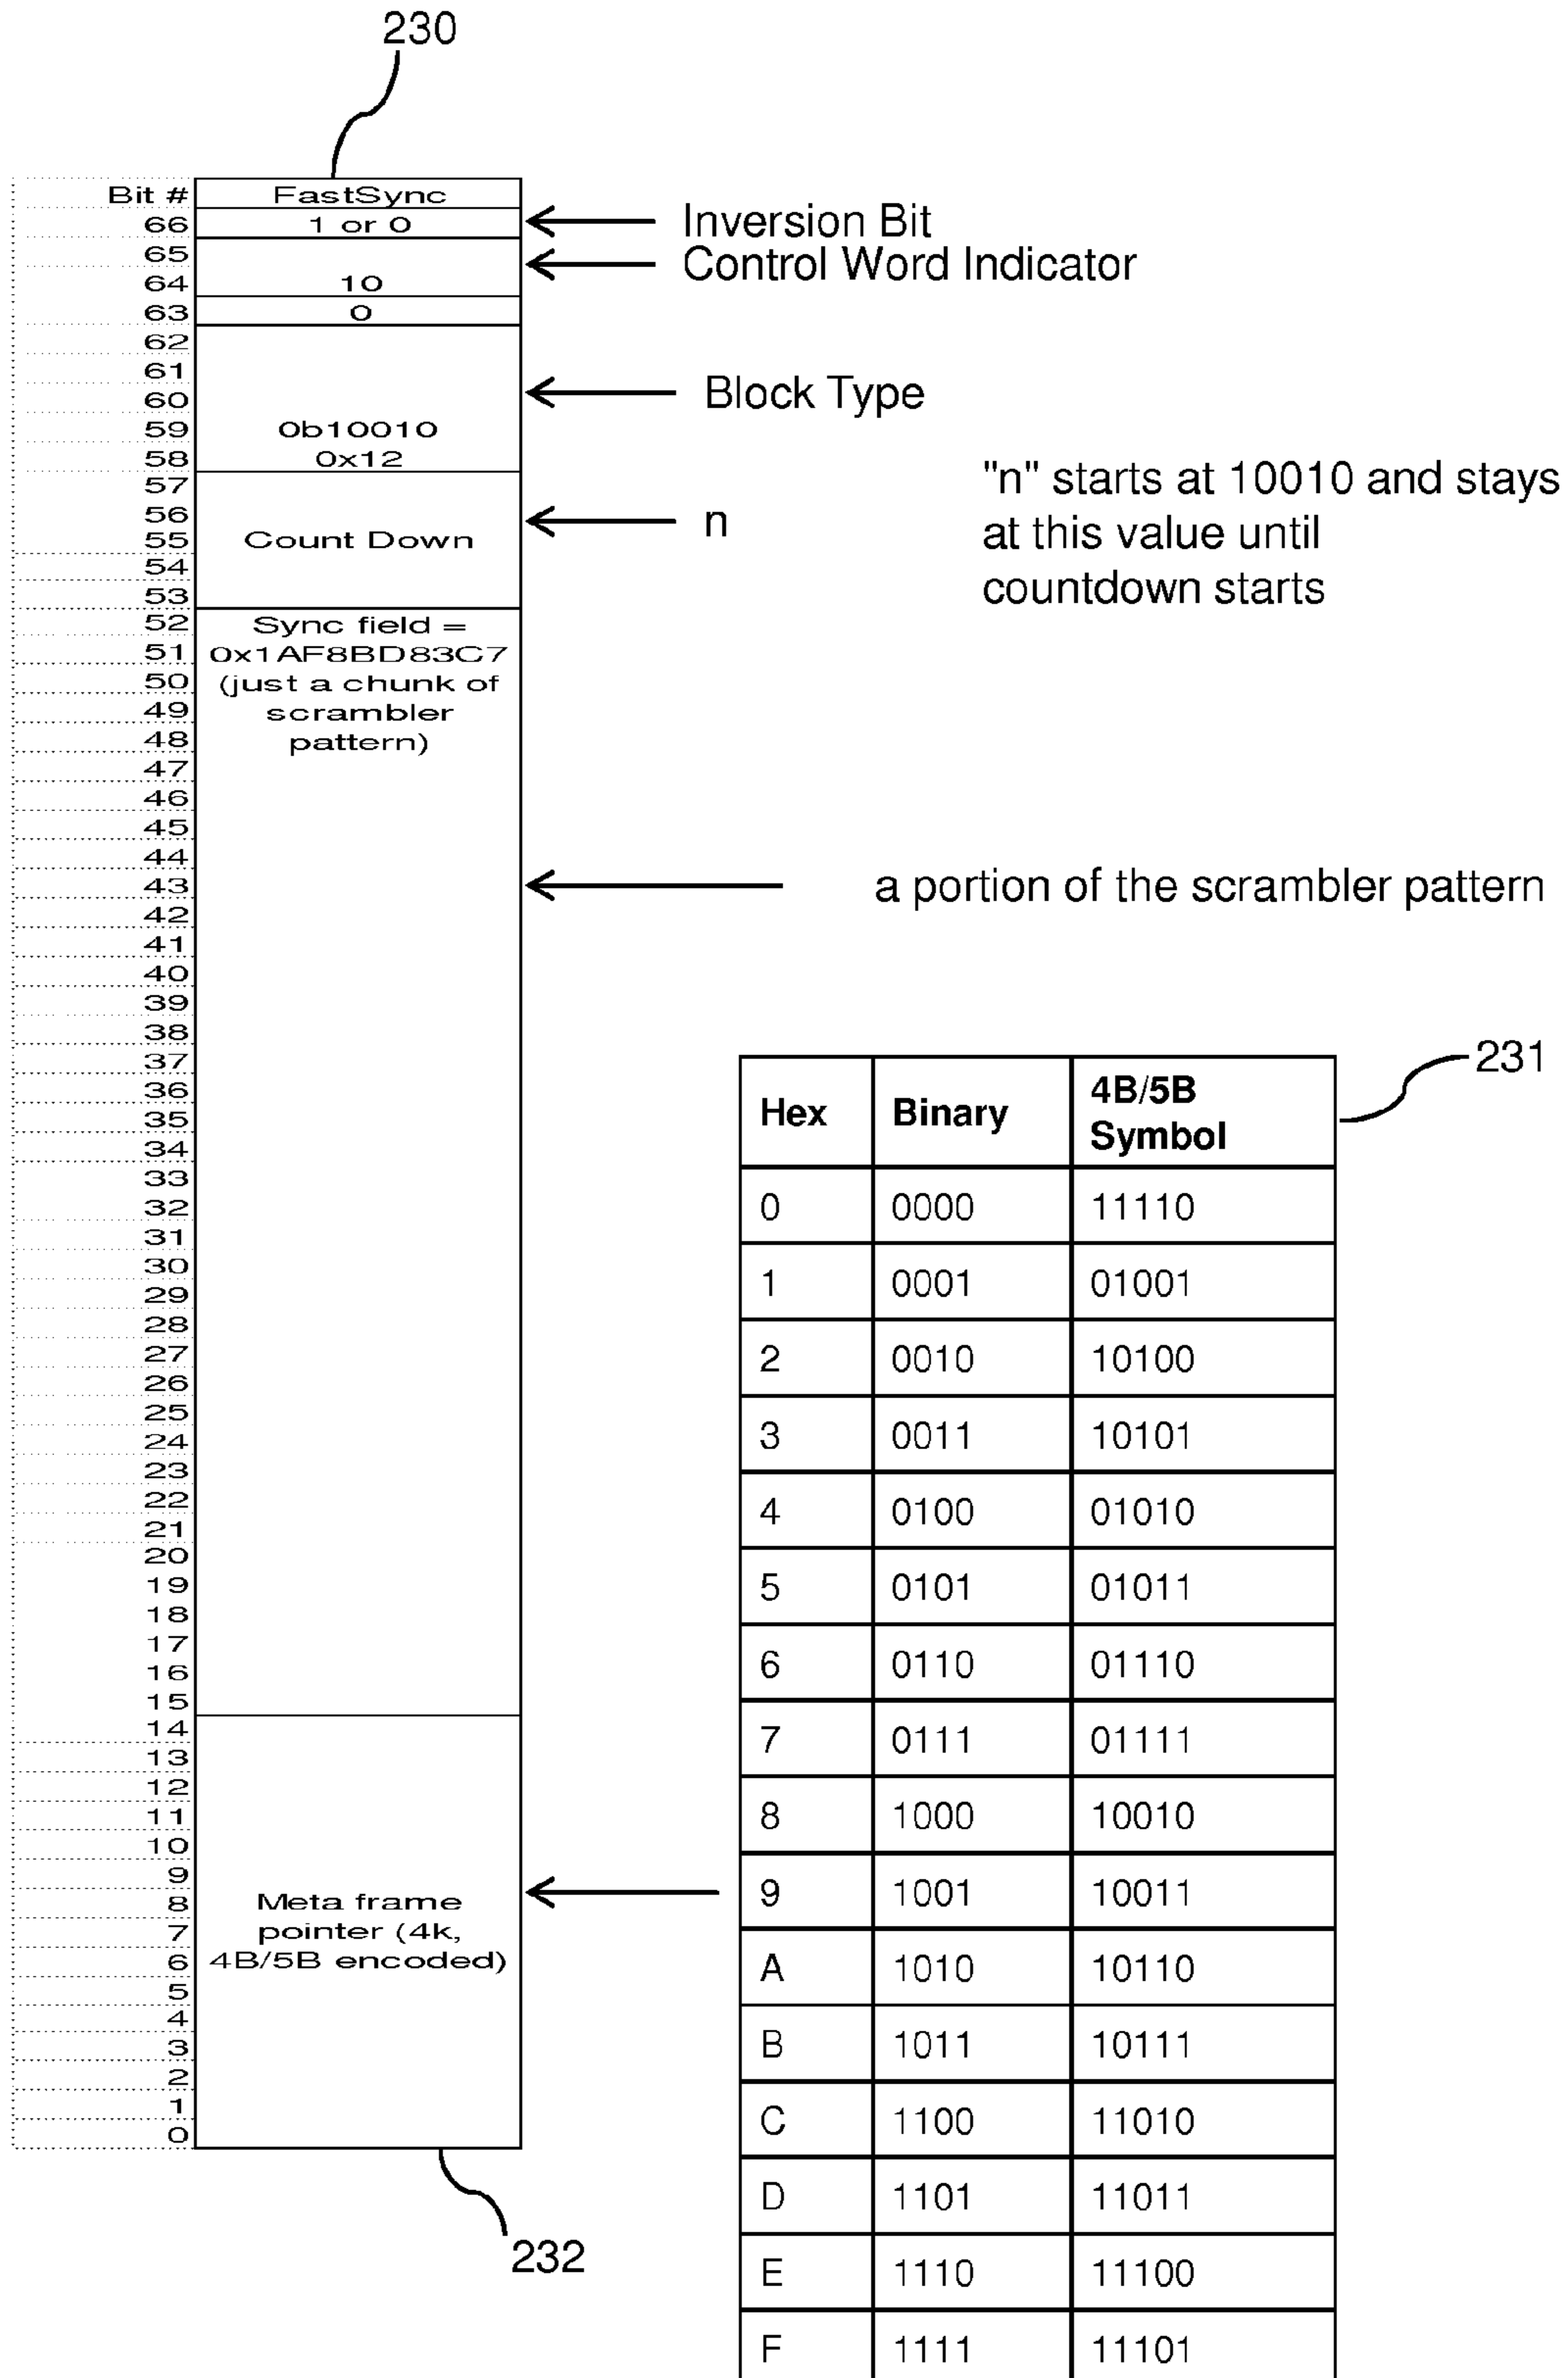 230
Bit # FastSync
66 1 or 0 Inversion Bit
65 Control Word Indicator
64 10
63 0
62
61
60 Block Type
59 0b10010
58 0x12
57
56 n
55 Count Down
54
53
"n" starts at 10010 and stays
at this value until
countdown starts
52 Sync field =
51 0x1AF8BD83C7
50 (just a chunk of
49 scrambler
48 pattern)
47
46
45
44
43 a portion of the scrambler pattern
42
41
40
39
38
37
36
35
34
33
32
31
30
29
28
27
26
25
24
23
22
21
20
19
18
17
16
15
14
13
12
11
10
9
8 Meta frame
7 pointer (4k,
6 4B/5B encoded)
5
4
3
2
1
0
232
231
Hex Binary 4B/5B
Symbol
0 0000 11110
1 0001 01001
2 0010 10100
3 0011 10101
4 0100 01010
5 0101 01011
6 0110 01110
7 0111 01111
8 1000 10010
9 1001 10011
A 1010 10110
B 1011 10111
C 1100 11010
D 1101 11011
E 1110 11100
F 1111 11101